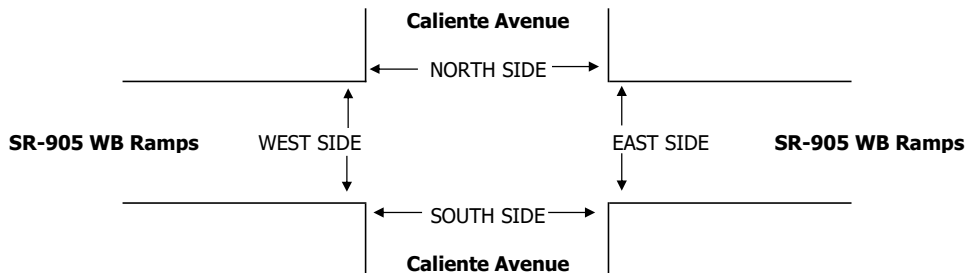 Caliente Avenue
NORTH SIDE
SR-905 WB Ramps WEST SIDE EAST SIDE SR-905 WB Ramps
SOUTH SIDE
Caliente Avenue